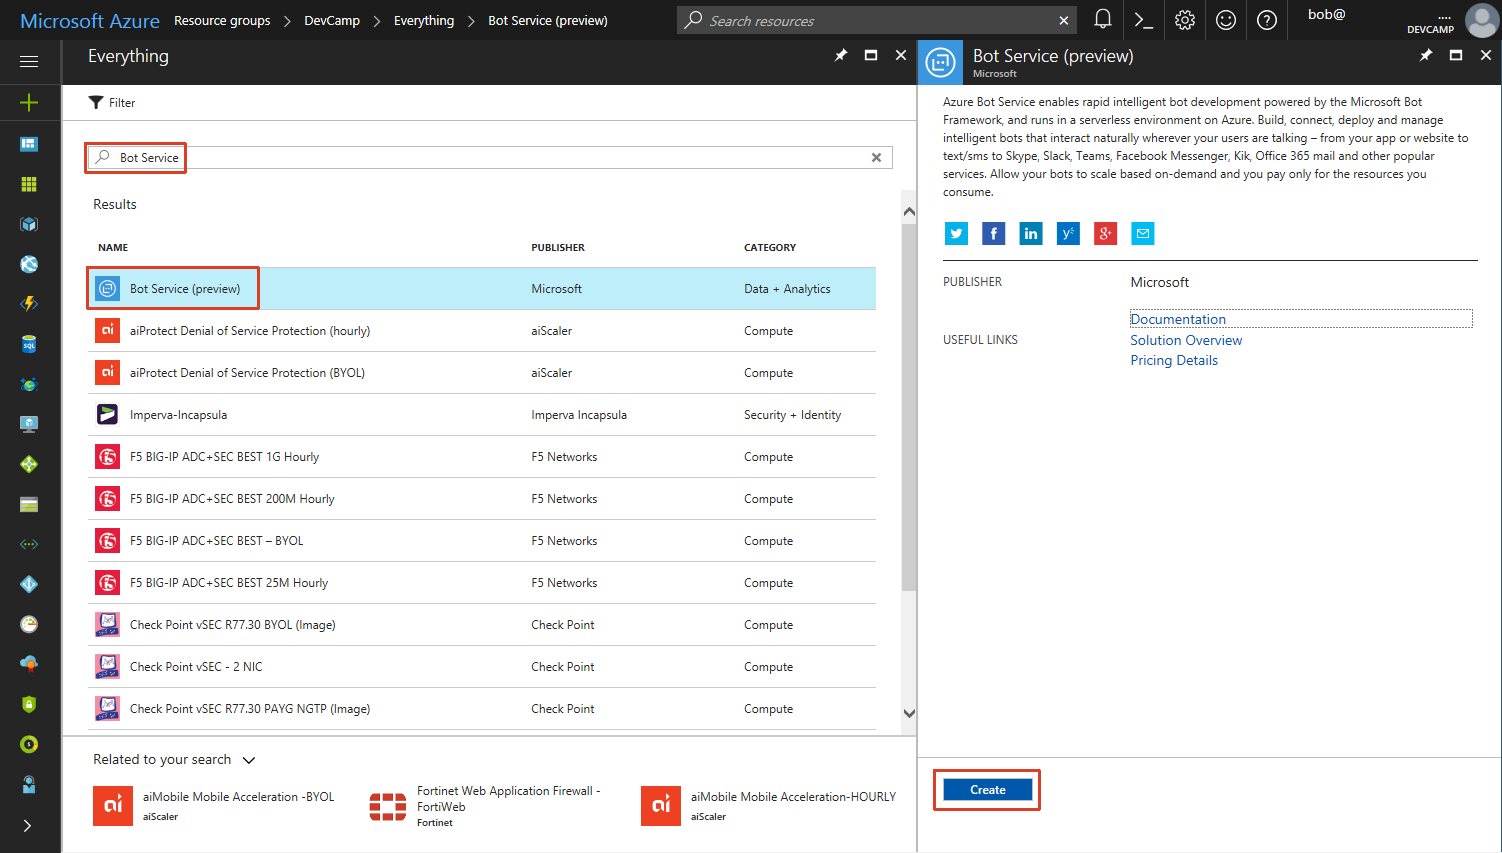 Microsoft Azure Resource groups DevCamp Everything Bot Service (preview) Search resources bob@ ....
DEVCAMP
Everything
Filter
Bot Service
Results
NAME PUBLISHER CATEGORY
Bot Service (preview) Microsoft Data + Analytics
aiProtect Denial of Service Protection (hourly) aiScaler Compute
aiProtect Denial of Service Protection (BYOL) aiScaler Compute
Imperva-Incapsula Imperva Incapsula Security + Identity
F5 BIG-IP ADC+SEC BEST 1G Hourly F5 Networks Compute
F5 BIG-IP ADC+SEC BEST 200M Hourly F5 Networks Compute
F5 BIG-IP ADC+SEC BEST – BYOL F5 Networks Compute
F5 BIG-IP ADC+SEC BEST 25M Hourly F5 Networks Compute
Check Point vSEC R77.30 BYOL (Image) Check Point Compute
Check Point vSEC - 2 NIC Check Point Compute
Check Point vSEC R77.30 PAYG NGTP (Image) Check Point Compute
Related to your search
aiMobile Mobile Acceleration -BYOL
aiScaler
Fortinet Web Application Firewall -
FortiWeb
Fortinet
aiMobile Mobile Acceleration-HOURLY
aiScaler
Bot Service (preview)
Microsoft
Azure Bot Service enables rapid intelligent bot development powered by the Microsoft Bot
Framework, and runs in a serverless environment on Azure. Build, connect, deploy and manage
intelligent bots that interact naturally wherever your users are talking – from your app or website to
text/sms to Skype, Slack, Teams, Facebook Messenger, Kik, Office 365 mail and other popular
services. Allow your bots to scale based on-demand and you pay only for the resources you
consume.
PUBLISHER Microsoft
Documentation
USEFUL LINKS Solution Overview
Pricing Details
Create